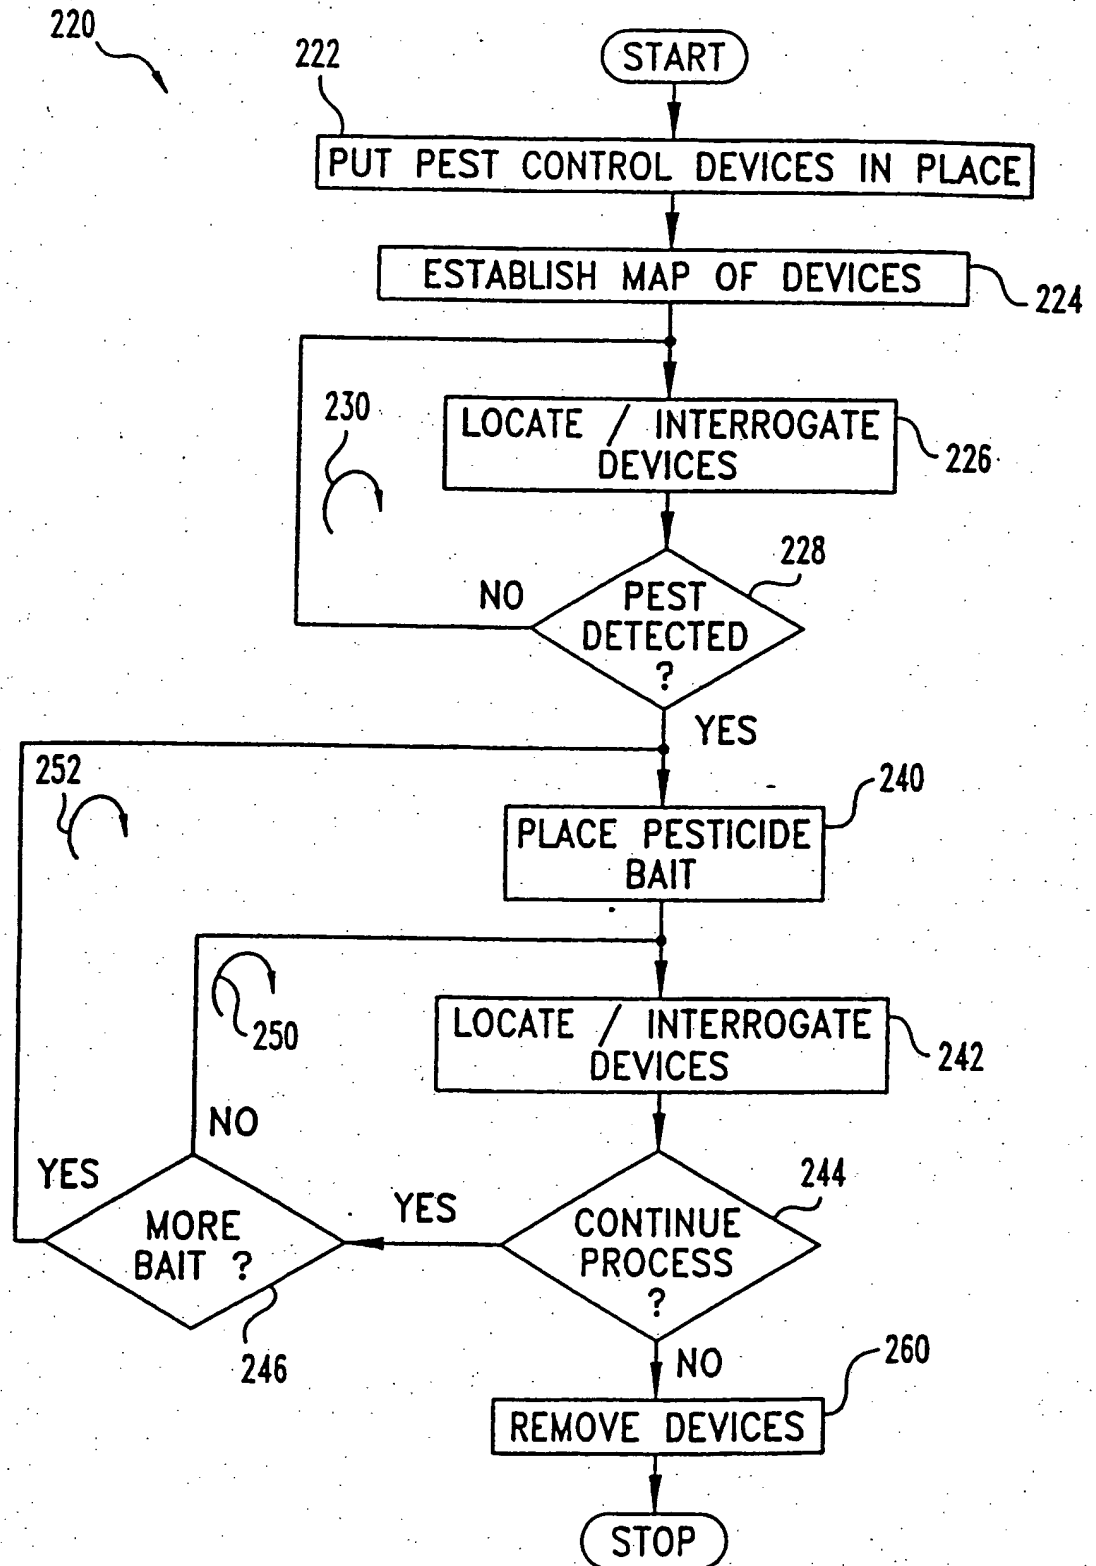 220
START
222
PUT PEST CONTROL DEVICES IN PLACE
ESTABLISH MAP OF DEVICES
224
230
LOCATE / INTERROGATE
DEVICES
226
228
NO
PEST
DETECTED
?
YES
252
240
PLACE PESTICIDE
BAIT
250
LOCATE / INTERROGATE
DEVICES
242
NO
YES
244
YES
MORE
BAIT ?
CONTINUE
PROCESS
?
246
NO
260
REMOVE DEVICES
STOP